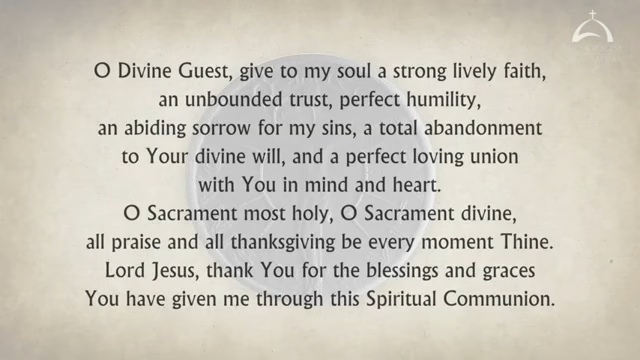 O Divine Guest, give to my soul a strong lively faith,
an unbounded trust, perfect humility,
an abiding sorrow for my sins, a total abandonment
to Your divine will, and a perfect loving union
with You in mind and heart.
O Sacrament most holy, O Sacrament divine,
all praise and all thanksgiving be every moment Thine.
Lord Jesus, thank You for the blessings and graces
You have given me through this Spiritual Communion.